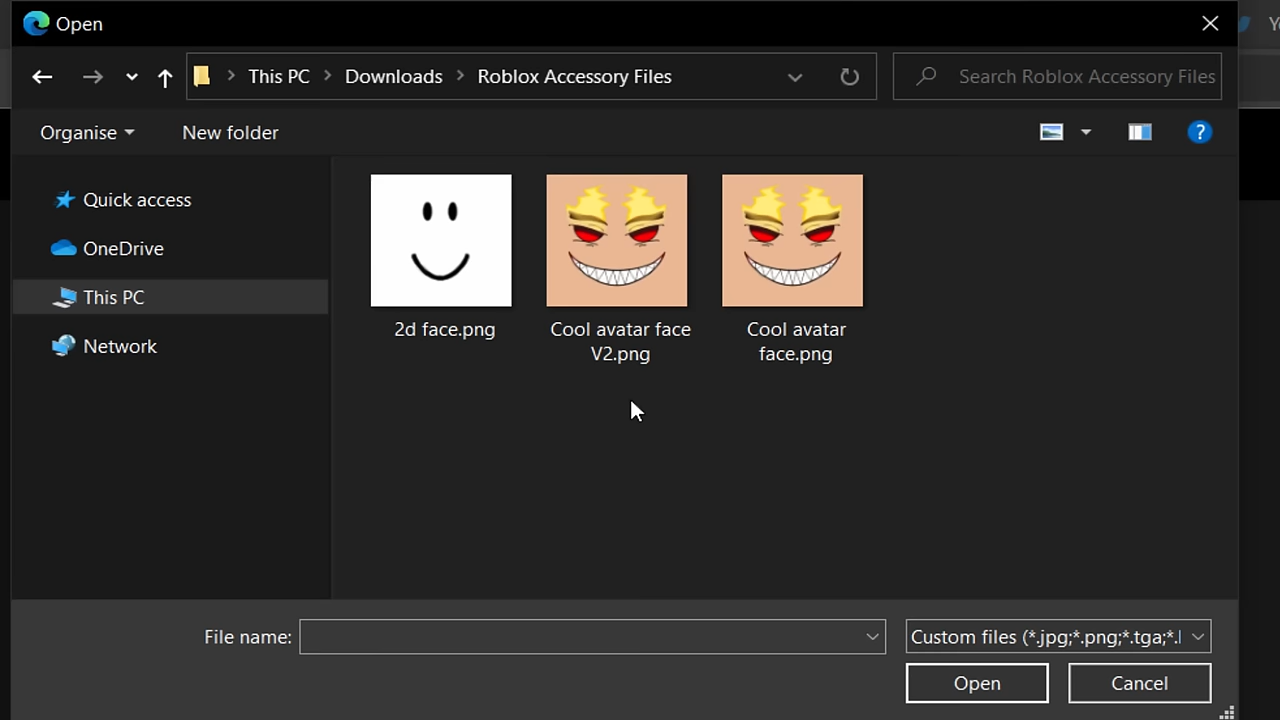 Open
This PC > Downloads > Roblox Accessory Files
Search Roblox Accessory Files
Organise
New folder
Quick access
OneDrive
This PC
Network
2d face.png
Cool avatar face
V2.png
Cool avatar
face.png
File name:
Custom files (*.jpg;*.png;*.tga;*.
Open
Cancel